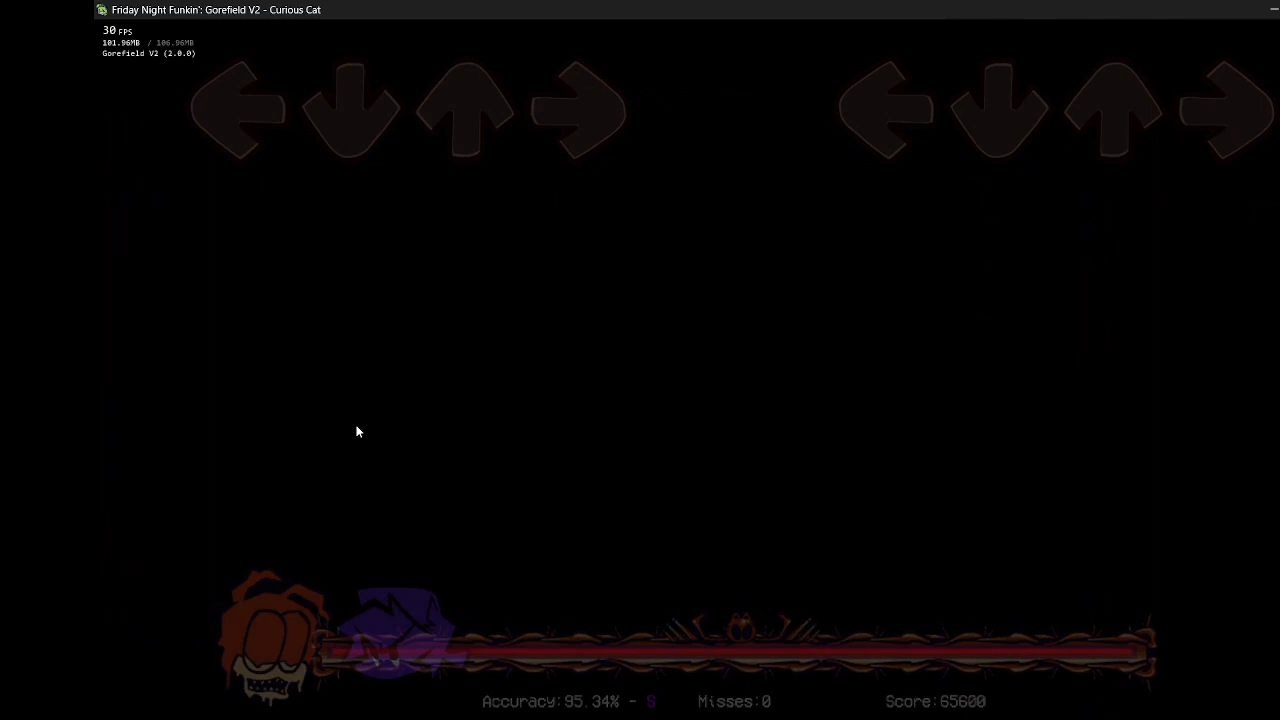 Friday Night Funkin': Gorefield V2 - Curious Cat
30 FPS
101.96MB / 106.96MB
Gorefield V2 (2.0.0)
Accuracy:95.34% - S Misses:0 Score:65600